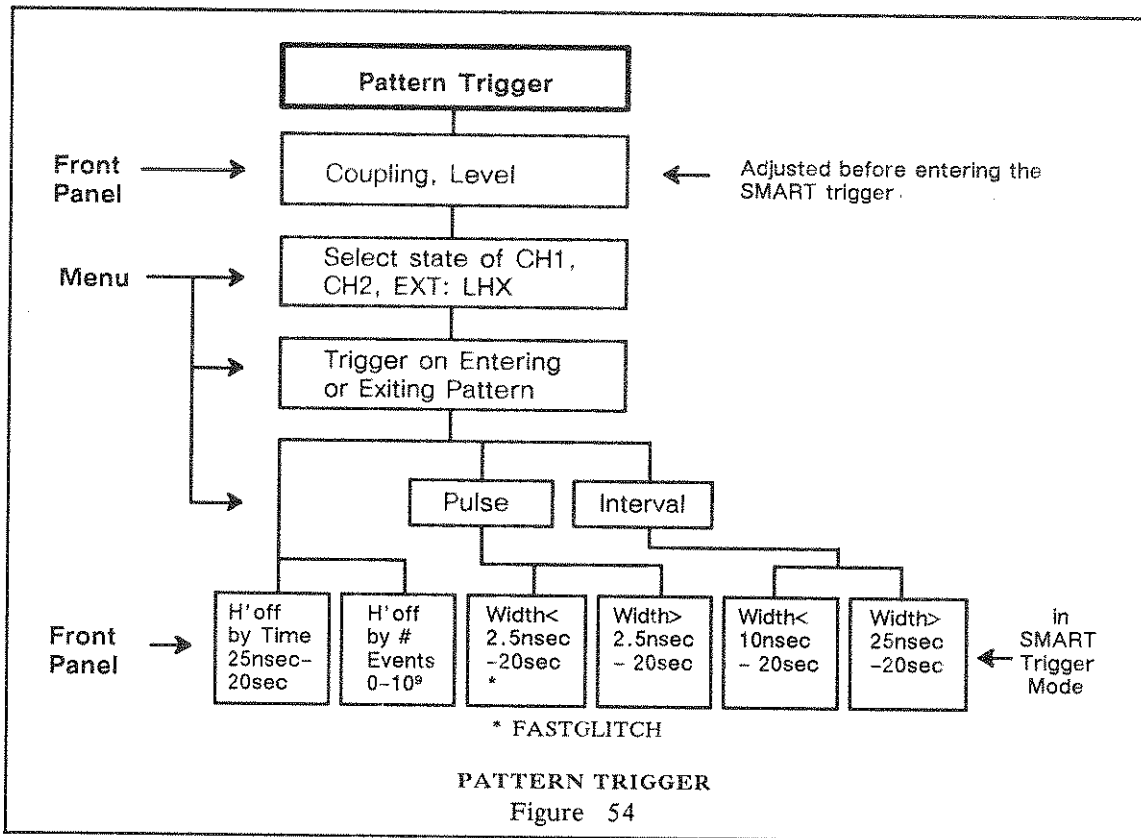 Pattern Trigger
Front
Panel
Coupling, Level
Adjusted before entering the
SMART trigger.
Menu
Select state of CH1,
CH2, EXT: LHX
Trigger on Entering
or Exiting Pattern
Pulse
Interval
Front
Panel
H'off
by Time
25nsec-
20sec
H'off
by #
Events
0-10⁹
Width<
2.5nsec
-20sec
*
Width>
2.5nsec
- 20sec
Width<
10nsec
- 20sec
Width>
25nsec
-20sec
in
SMART
Trigger
Mode
* FASTGLITCH
PATTERN TRIGGER
Figure 54